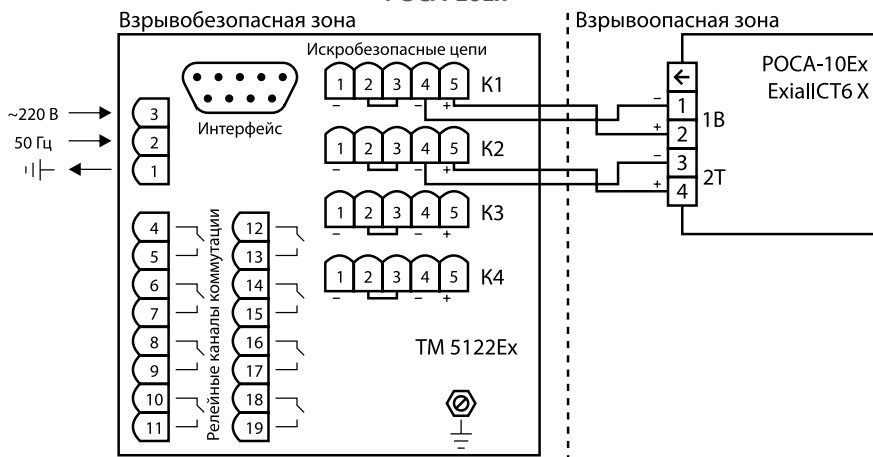 Взрывобезопасная зона
Взрывоопасная зона
Искробезопасные цепи
Интерфейс
~220 В
50 Гц
3
2
1
1 2 3 4 5 К1
– – +
1 2 3 4 5 К2
– – +
1 2 3 4 5 К3
– – +
1 2 3 4 5 К4
– – +
РОСА-10Ех
ExiaIICT6 X
– 1
+ 2
1В
– 3
+ 4
2Т
Релейные каналы коммутации
4 12
5 13
6 14
7 15
8 16
9 17
10 18
11 19
ТМ 5122Ех